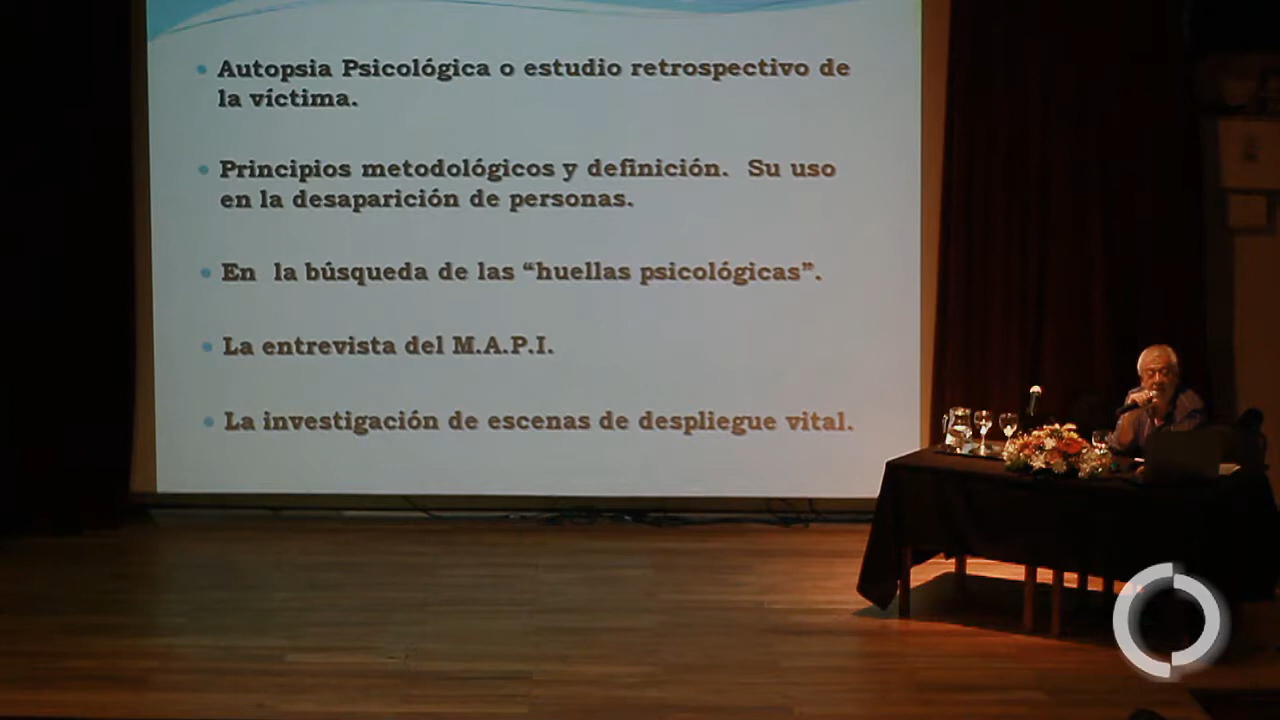 Autopsia Psicológica o estudio retrospectivo de
la víctima.
Principios metodológicos y definición. Su uso
en la desaparición de personas.
En la búsqueda de las “huellas psicológicas”.
La entrevista del M.A.P.I.
La investigación de escenas de despliegue vital.